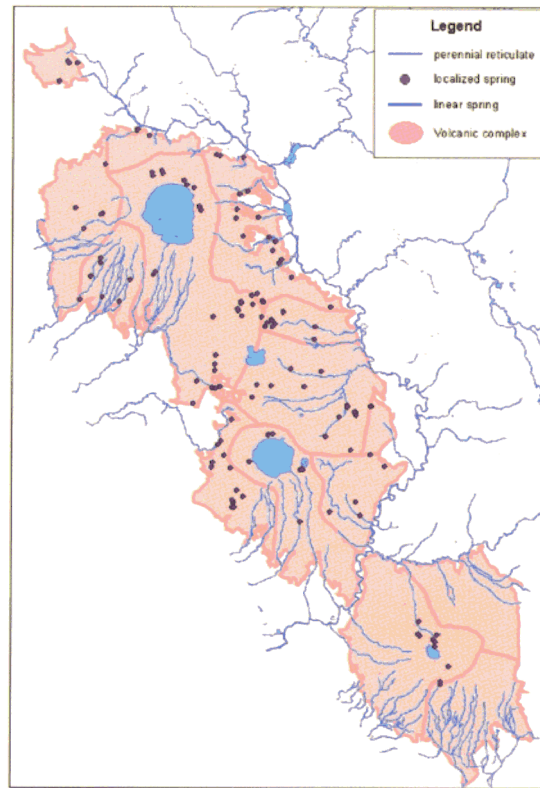 Legend
perennial reticulate
localized spring
linear spring
Volcanic complex